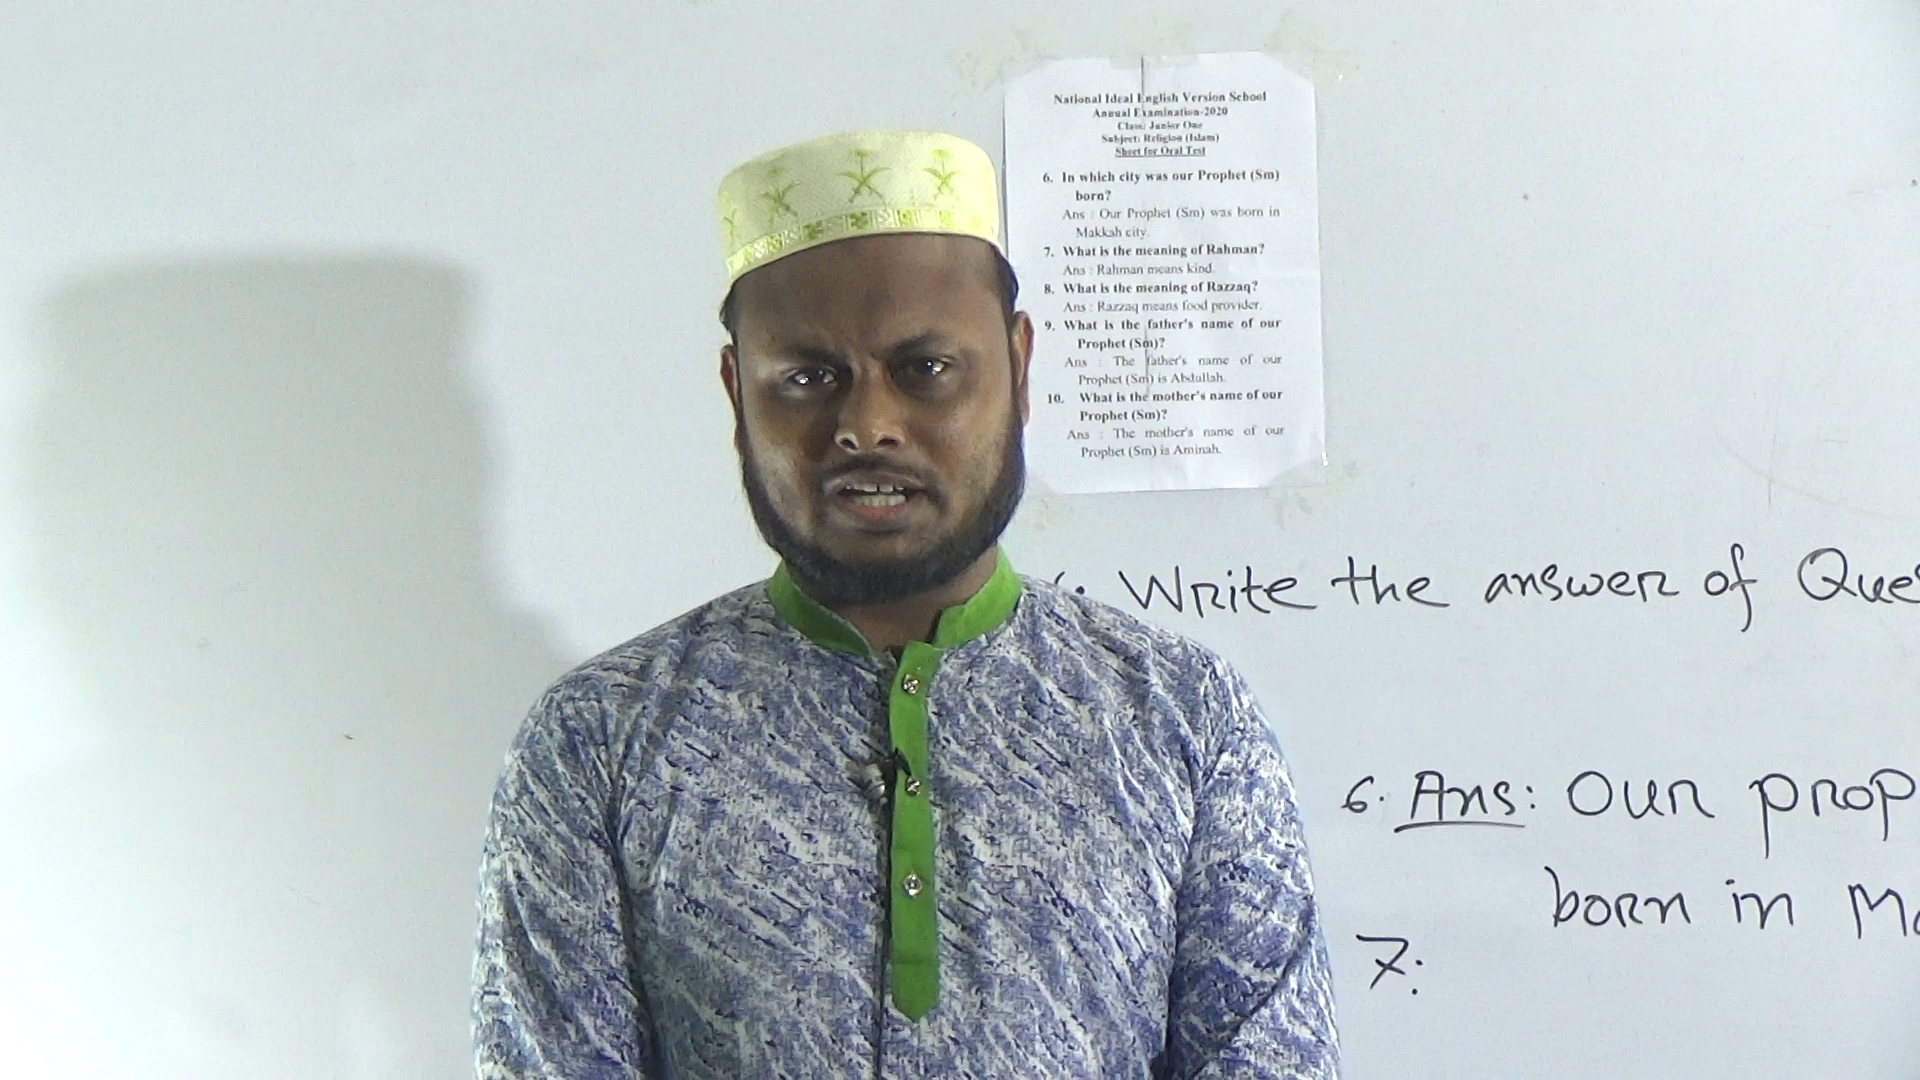 National Ideal English Version School
Annual Examination-2020
Class: Junior One
Subject: Religion (Islam)
Sheet for Oral Test
6. In which city was our Prophet (Sm)
born?
Ans : Our Prophet (Sm) was born in
Makkah city.
7. What is the meaning of Rahman?
Ans : Rahman means kind.
8. What is the meaning of Razzaq?
Ans : Razzaq means food provider.
9. What is the father's name of our
Prophet (Sm)?
Ans : The father's name of our
Prophet (Sm) is Abdullah.
10. What is the mother's name of our
Prophet (Sm)?
Ans : The mother's name of our
Prophet (Sm) is Aminah.
Write the answer of Ques
6. Ans: Our prop
born in Ma
7: